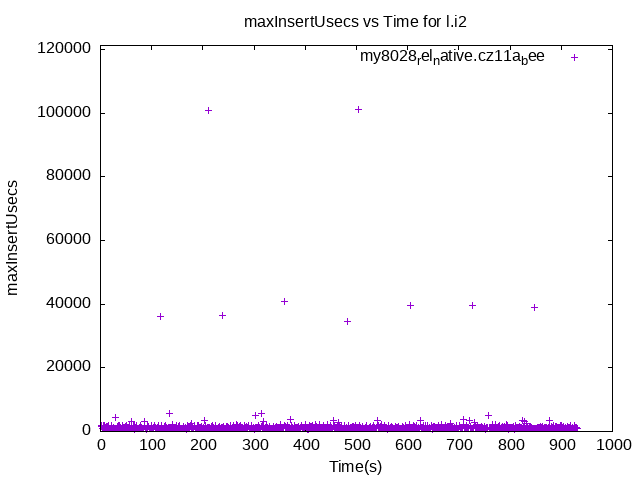 maxInsertUsecs vs Time for l.i2
my8028relnative.cz11abee
120000
100000
80000
60000
40000
20000
0
maxInsertUsecs
0 100 200 300 400 500 600 700 800 900 1000
Time(s)